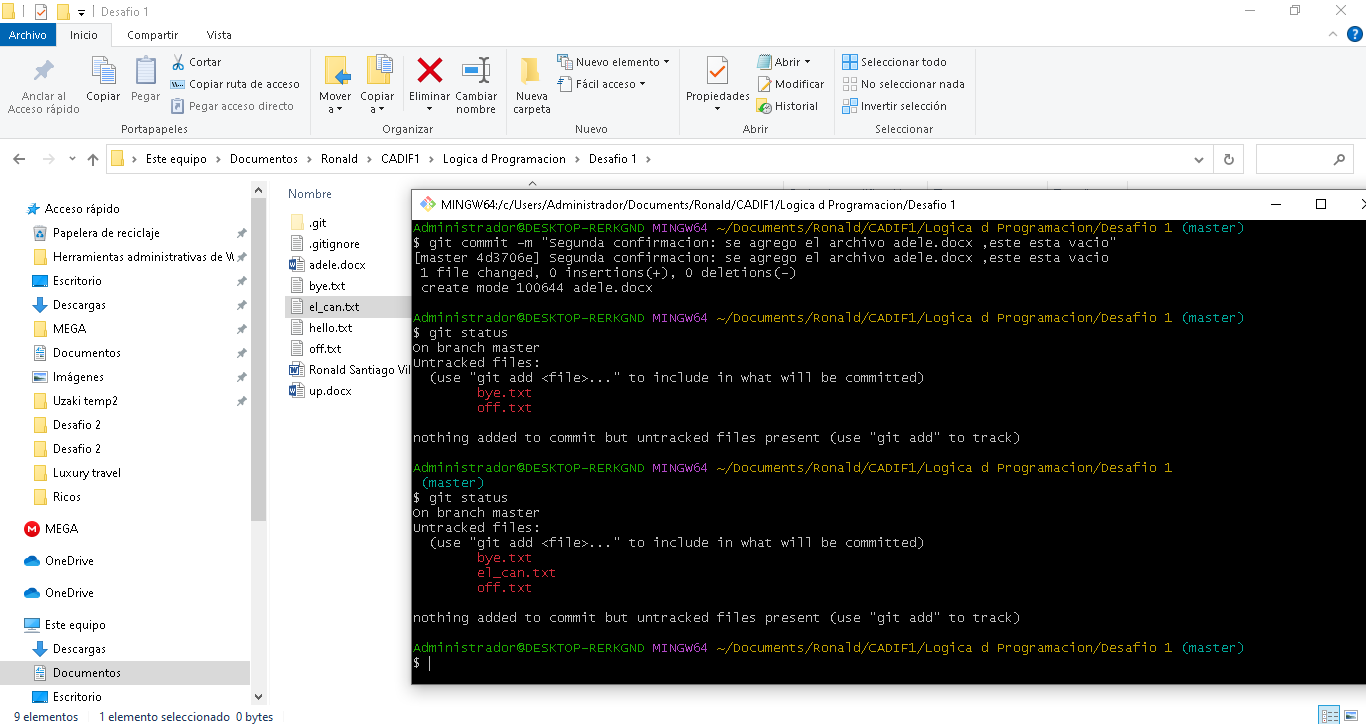 Desafio 1
Archivo Inicio Compartir Vista
Anclar al Acceso rápido
Copiar
Pegar
Cortar
Copiar ruta de acceso
Pegar acceso directo
Portapapeles
Mover a
Copiar a
Eliminar
Cambiar nombre
Organizar
Nueva carpeta
Nuevo elemento
Fácil acceso
Nuevo
Propiedades
Abrir
Modificar
Historial
Abrir
Seleccionar todo
No seleccionar nada
Invertir selección
Seleccionar
Este equipo > Documentos > Ronald > CADIF1 > Logica d Programacion > Desafio 1 >
Acceso rápido
Papelera de reciclaje
Herramientas administrativas de W
Escritorio
Descargas
MEGA
Documentos
Imágenes
Uzaki temp2
Desafio 2
Desafio 2
Luxury travel
Ricos
MEGA
OneDrive
OneDrive
Este equipo
Descargas
Documentos
Escritorio
Nombre
.git
.gitignore
adele.docx
bye.txt
el_can.txt
hello.txt
off.txt
Ronald Santiago Vil
up.docx
MINGW64:/c/Users/Administrador/Documents/Ronald/CADIF1/Logica d Programacion/Desafio 1
Administrador@DESKTOP-RERKGND MINGW64 ~/Documents/Ronald/CADIF1/Logica d Programacion/Desafio 1 (master)
$ git commit -m "Segunda confirmacion: se agrego el archivo adele.docx ,este esta vacio"
[master 4d3706e] Segunda confirmacion: se agrego el archivo adele.docx ,este esta vacio
1 file changed, 0 insertions(+), 0 deletions(-)
create mode 100644 adele.docx
Administrador@DESKTOP-RERKGND MINGW64 ~/Documents/Ronald/CADIF1/Logica d Programacion/Desafio 1 (master)
$ git status
On branch master
Untracked files:
(use "git add <file>..." to include in what will be committed)
bye.txt
off.txt
nothing added to commit but untracked files present (use "git add" to track)
Administrador@DESKTOP-RERKGND MINGW64 ~/Documents/Ronald/CADIF1/Logica d Programacion/Desafio 1
(master)
$ git status
On branch master
Untracked files:
(use "git add <file>..." to include in what will be committed)
bye.txt
el_can.txt
off.txt
nothing added to commit but untracked files present (use "git add" to track)
Administrador@DESKTOP-RERKGND MINGW64 ~/Documents/Ronald/CADIF1/Logica d Programacion/Desafio 1 (master)
$
9 elementos 1 elemento seleccionado 0 bytes